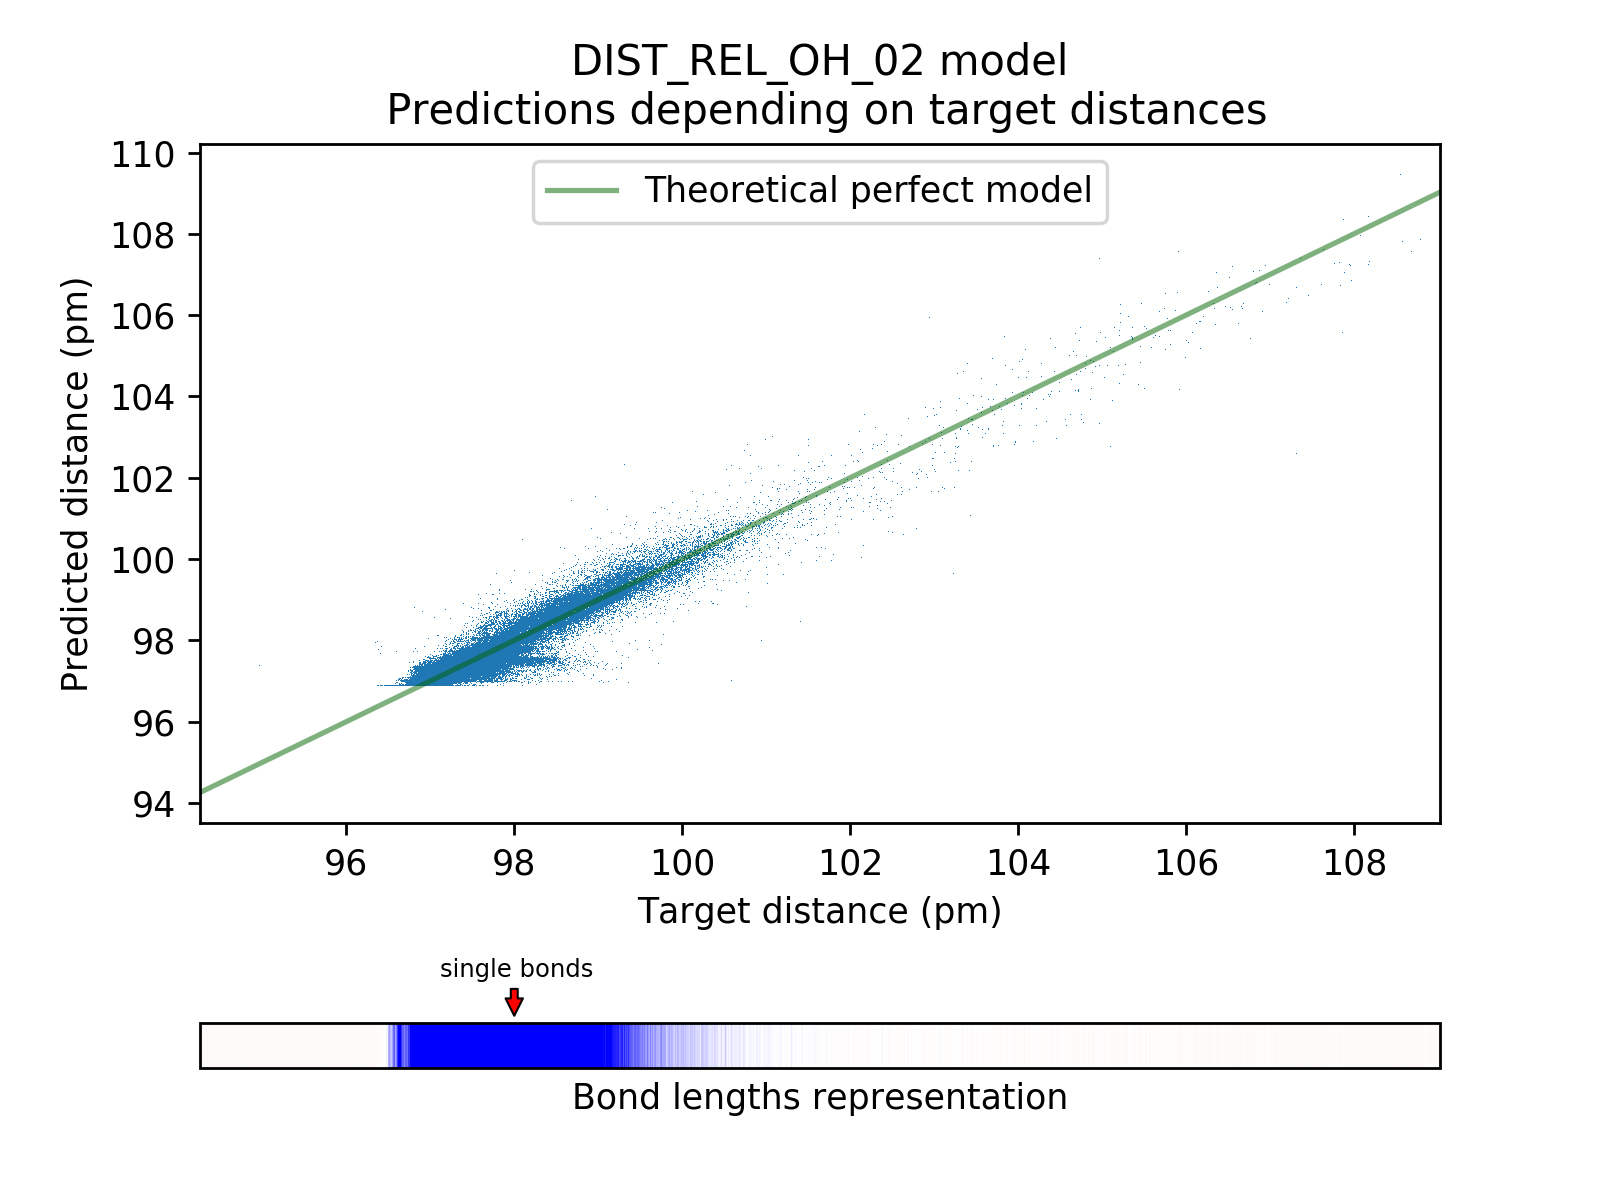 DIST_REL_OH_02 model
Predictions depending on target distances
Theoretical perfect model
Predicted distance (pm)
110
108
106
104
102
100
98
96
94
96 98 100 102 104 106 108
Target distance (pm)
single bonds
Bond lengths representation